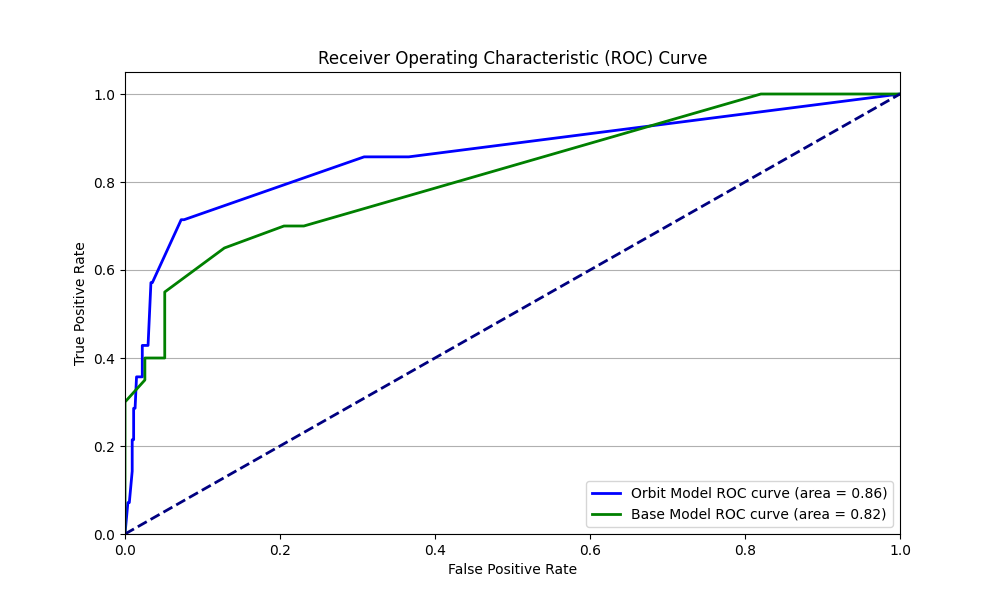 Receiver Operating Characteristic (ROC) Curve
True Positive Rate
1.0
0.8
0.6
0.4
0.2
0.0
Orbit Model ROC curve (area = 0.86)
Base Model ROC curve (area = 0.82)
0.0 0.2 0.4 0.6 0.8 1.0
False Positive Rate